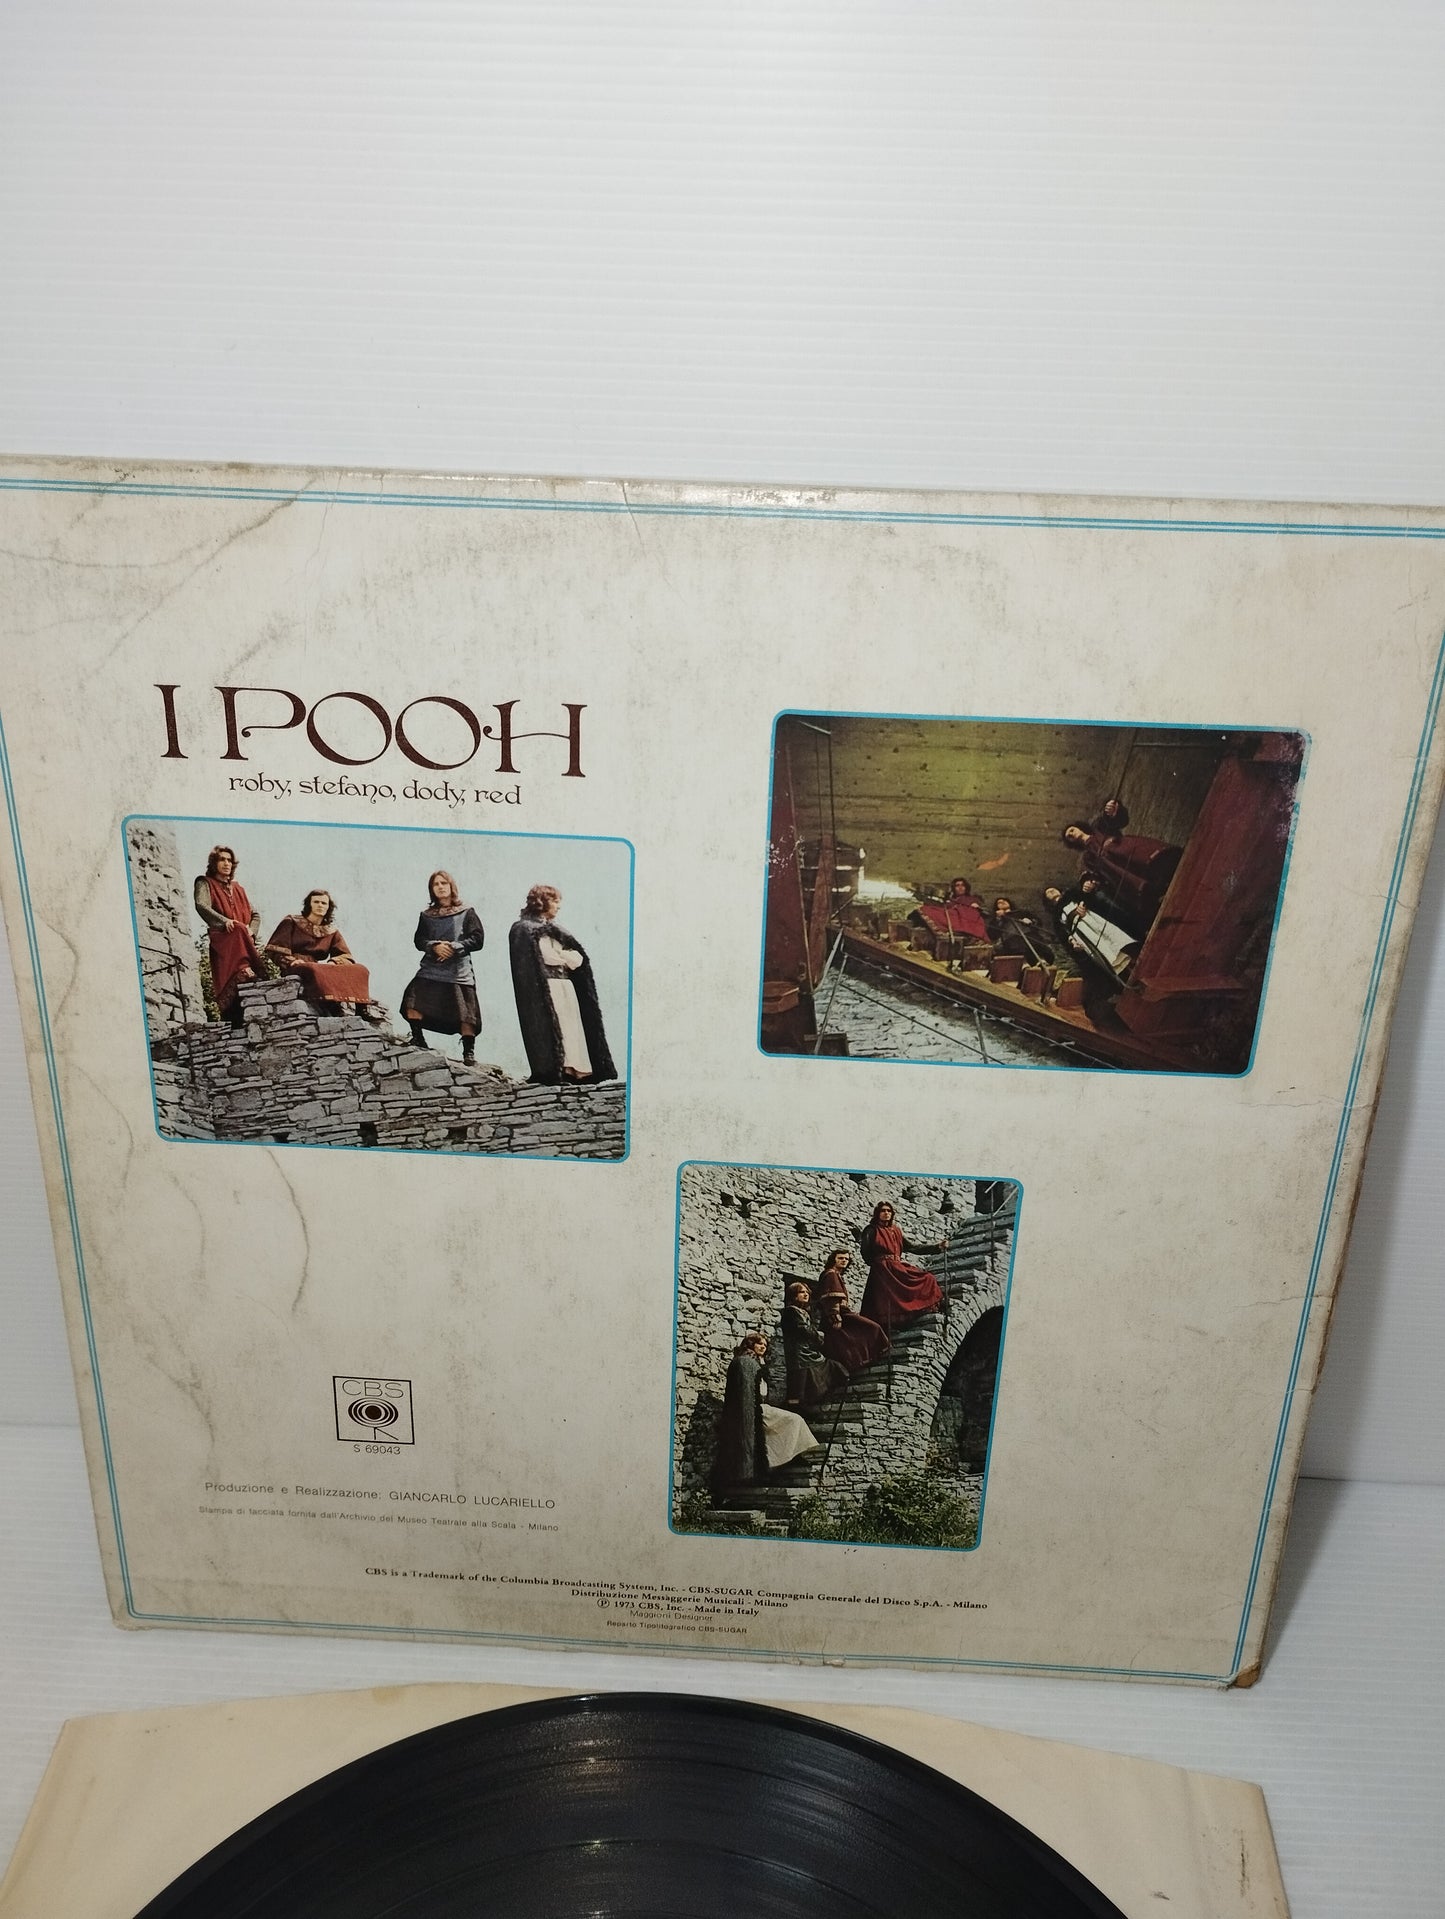 I POOH
roby, stefano, dody, red
CBS
S 69043
Produzione e Realizzazione: GIANCARLO LUCARIELLO
Stampa di facciata fornita dall'Archivio del Museo Teatrale alla Scala - Milano
CBS is a Trademark of the Columbia Broadcasting System, Inc. - CBS-SUGAR Compagnia Generale del Disco S.p.A. - Milano
Distribuzione Messaggerie Musicali - Milano
Ⓟ 1973 CBS, Inc. - Made in Italy
Maggioni Designer
Reparto Tipolitografico CBS-SUGAR